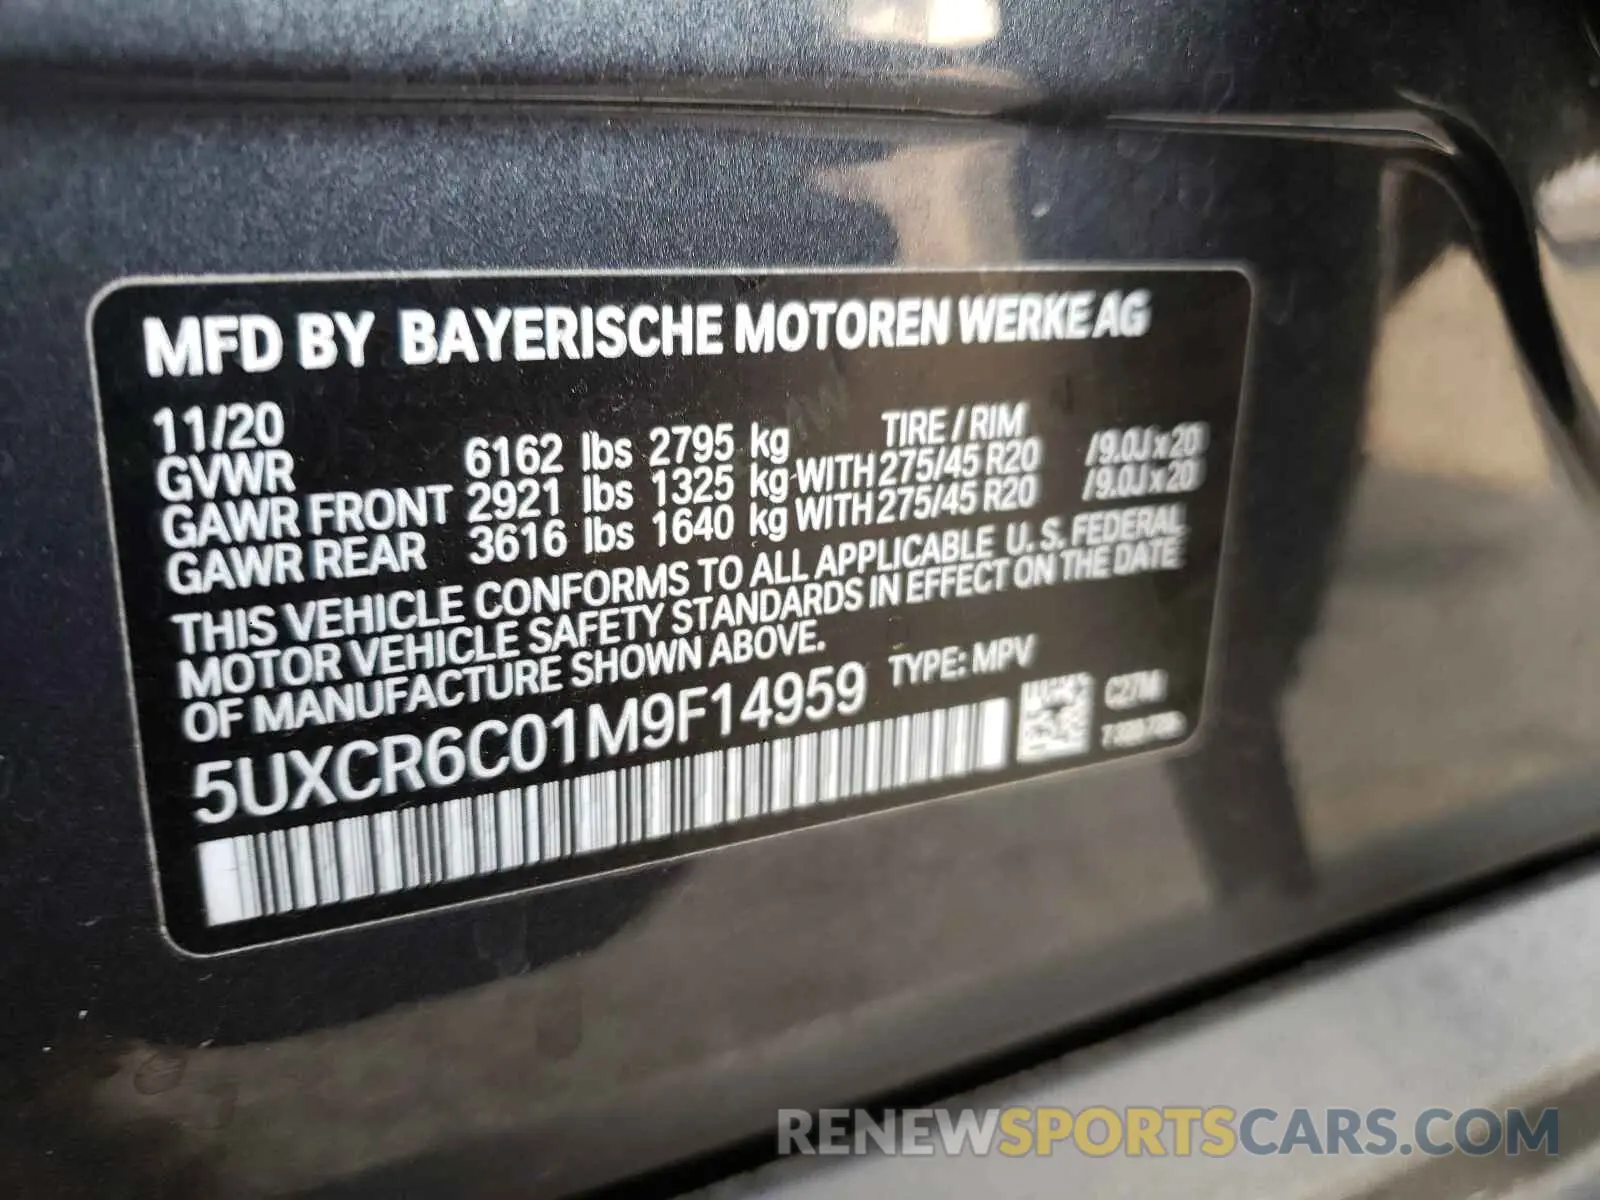 MFD BY BAYERISCHE MOTOREN WERKE AG
11/20 TIRE / RIM
GVWR 6162 lbs 2795 kg
GAWR FRONT 2921 lbs 1325 kg WITH 275/45 R20 /9.0J x 20
GAWR REAR 3616 lbs 1640 kg WITH 275/45 R20 /9.0J x 20
THIS VEHICLE CONFORMS TO ALL APPLICABLE U. S. FEDERAL
MOTOR VEHICLE SAFETY STANDARDS IN EFFECT ON THE DATE
OF MANUFACTURE SHOWN ABOVE.
5UXCR6C01M9F14959 TYPE: MPV
C27M
RENEWSPORTSCARS.COM